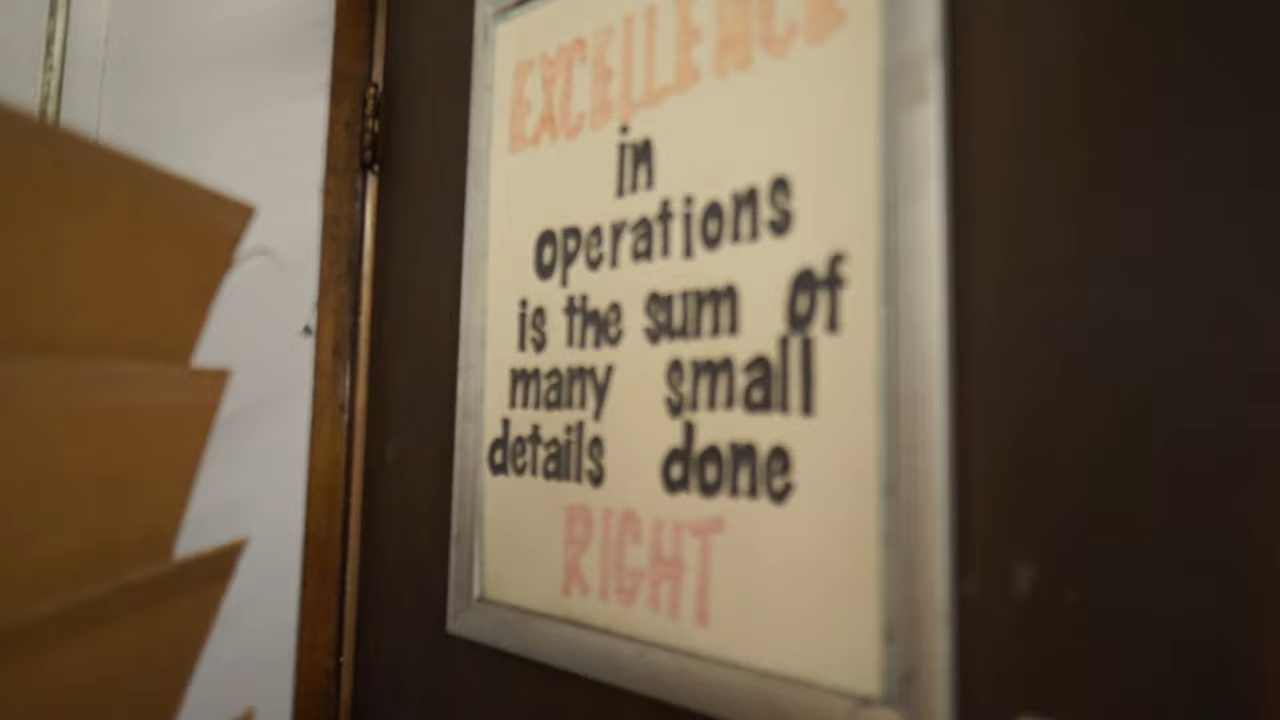 EXCELLENCE
in
operations
is the sum of
many small
details done
RIGHT